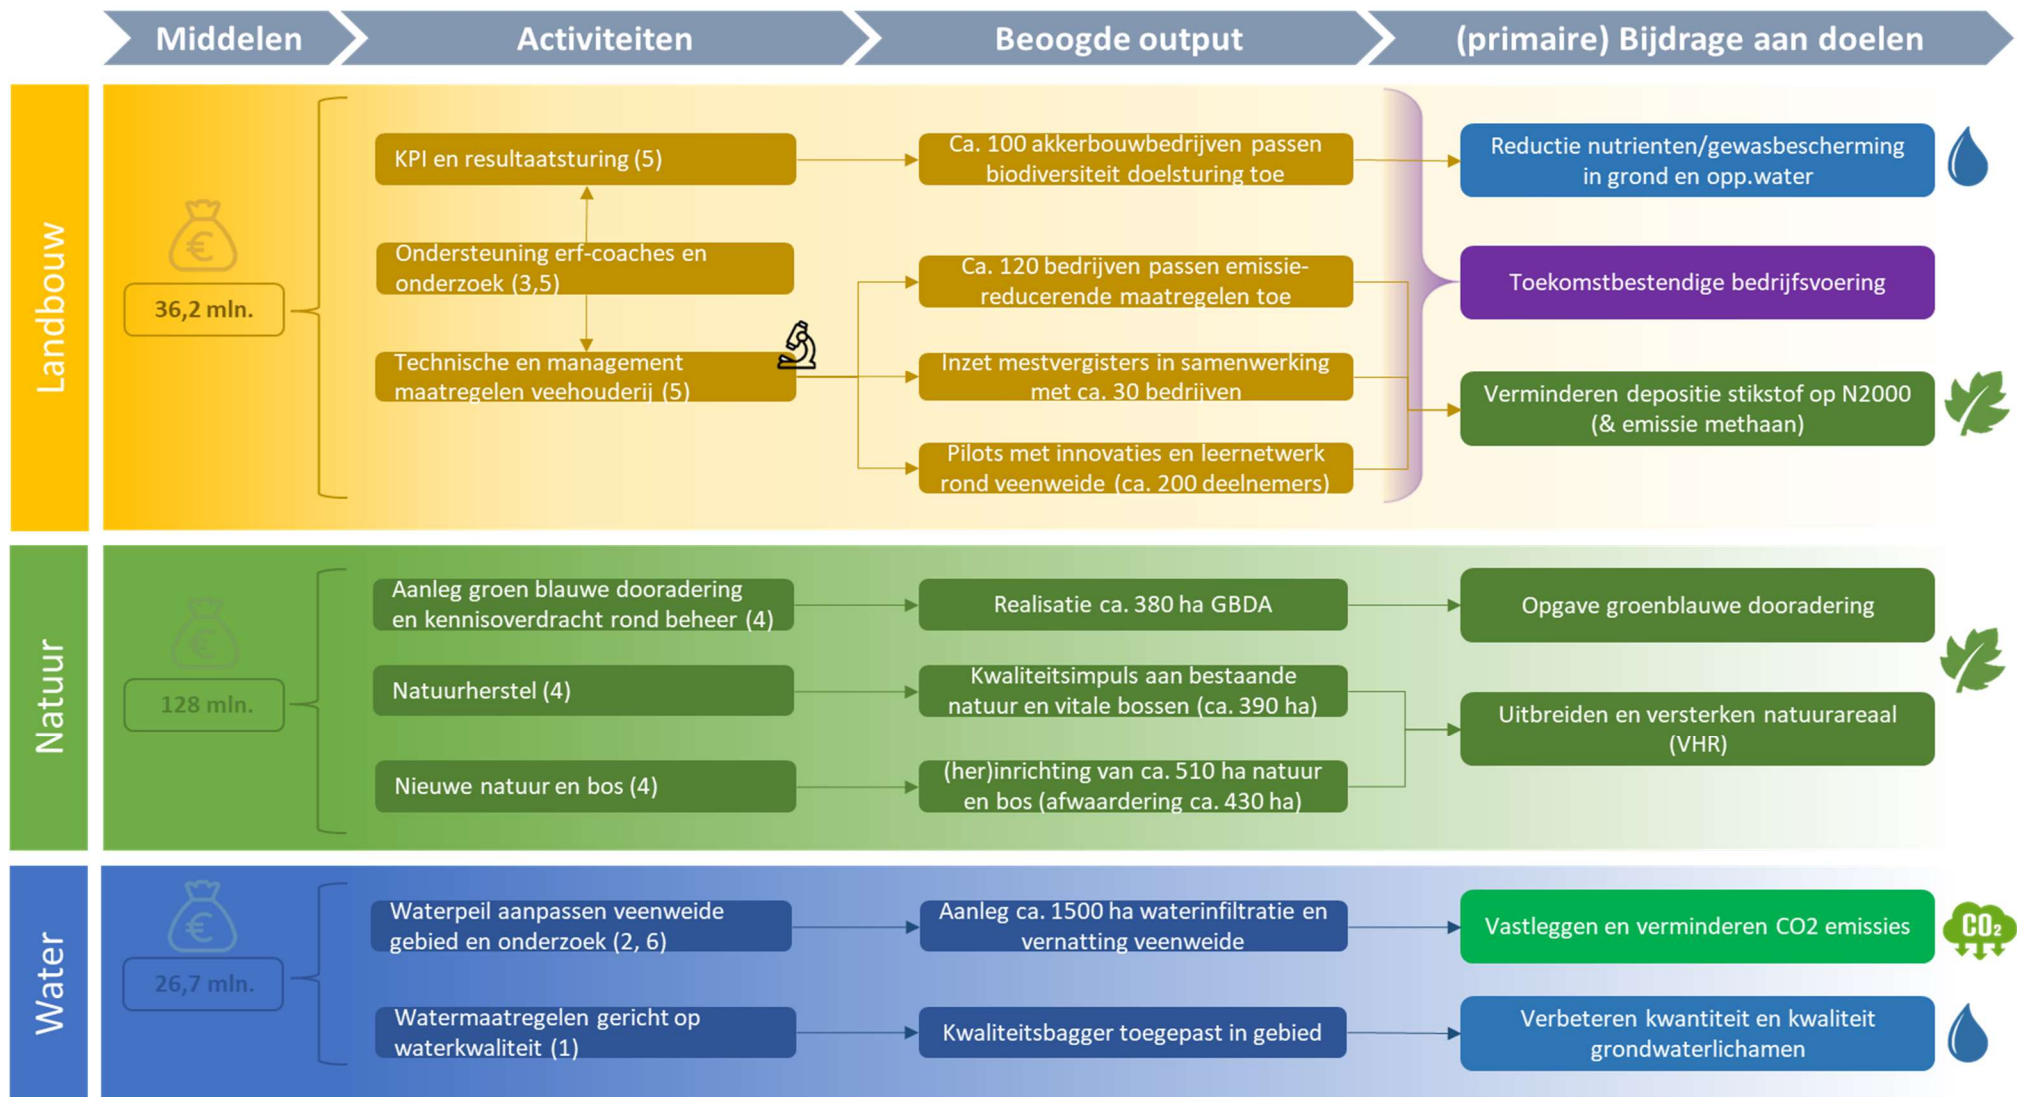 Middelen
Activiteiten
Beoogde output
(primaire) Bijdrage aan doelen
Landbouw
€
36,2 mln.
KPI en resultaatsturing (5)
Ondersteuning erf-coaches en
onderzoek (3,5)
Technische en management
maatregelen veehouderij (5)
Ca. 100 akkerbouwbedrijven passen
biodiversiteit doelsturing toe
Ca. 120 bedrijven passen emissie-
reducerende maatregelen toe
Inzet mestvergisters in samenwerking
met ca. 30 bedrijven
Pilots met innovaties en leernetwerk
rond veenweide (ca. 200 deelnemers)
Reductie nutrienten/gewasbescherming
in grond en opp.water
Toekomstbestendige bedrijfsvoering
Verminderen depositie stikstof op N2000
(& emissie methaan)
Natuur
€
128 mln.
Aanleg groen blauwe dooradering
en kennisoverdracht rond beheer (4)
Natuurherstel (4)
Nieuwe natuur en bos (4)
Realisatie ca. 380 ha GBDA
Kwaliteitsimpuls aan bestaande
natuur en vitale bossen (ca. 390 ha)
(her)inrichting van ca. 510 ha natuur
en bos (afwaardering ca. 430 ha)
Opgave groenblauwe dooradering
Uitbreiden en versterken natuurareaal
(VHR)
Water
€
26,7 mln.
Waterpeil aanpassen veenweide
gebied en onderzoek (2, 6)
Watermaatregelen gericht op
waterkwaliteit (1)
Aanleg ca. 1500 ha waterinfiltratie en
vernatting veenweide
Kwaliteitsbagger toegepast in gebied
Vastleggen en verminderen CO2 emissies
CO2
Verbeteren kwantiteit en kwaliteit
grondwaterlichamen